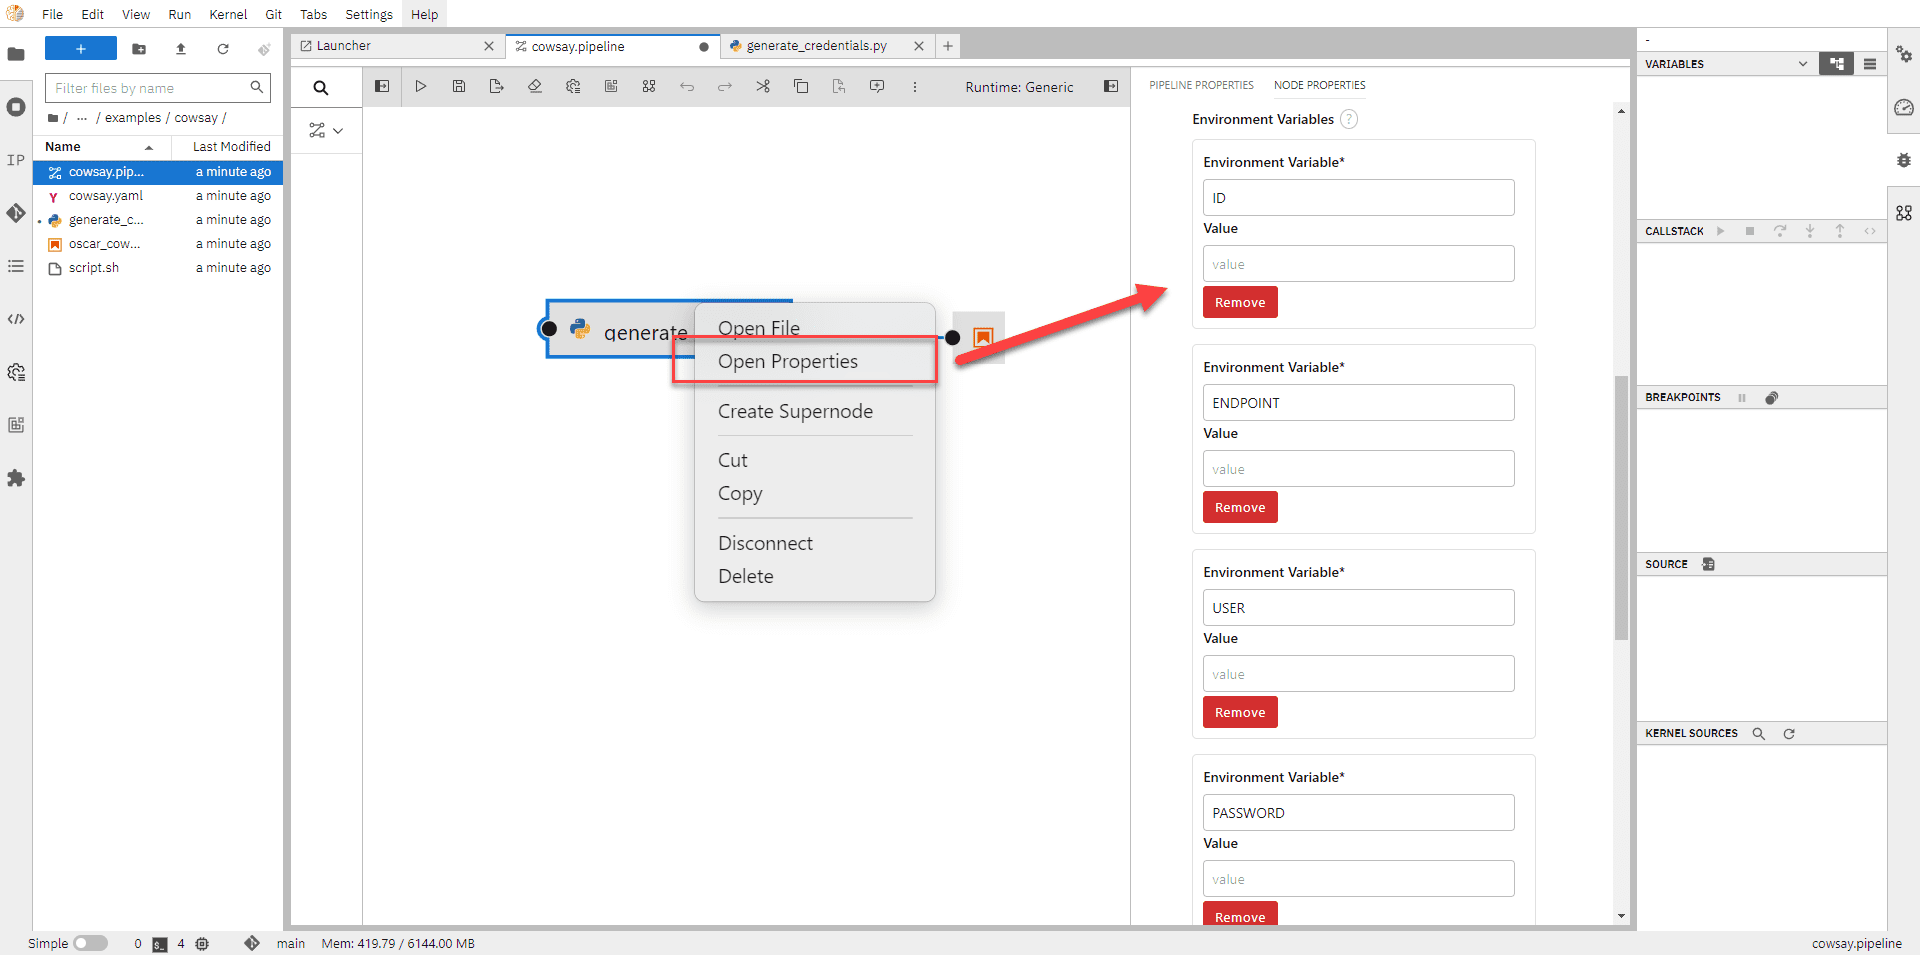 File Edit View Run Kernel Git Tabs Settings Help
+
Filter files by name
/ ... / examples / cowsay /
Name Last Modified
cowsay.pip... a minute ago
cowsay.yaml a minute ago
generate_c... a minute ago
oscar_cow... a minute ago
script.sh a minute ago
IP
Launcher
cowsay.pipeline
generate_credentials.py
Runtime: Generic
generate
Open File
Open Properties
Create Supernode
Cut
Copy
Disconnect
Delete
PIPELINE PROPERTIES NODE PROPERTIES
Environment Variables ?
Environment Variable*
ID
Value
value
Remove
Environment Variable*
ENDPOINT
Value
value
Remove
Environment Variable*
USER
Value
value
Remove
Environment Variable*
PASSWORD
Value
value
Remove
-
VARIABLES
CALLSTACK
BREAKPOINTS
SOURCE
KERNEL SOURCES
Simple 0 $_ 4 main Mem: 419.79 / 6144.00 MB
cowsay.pipeline